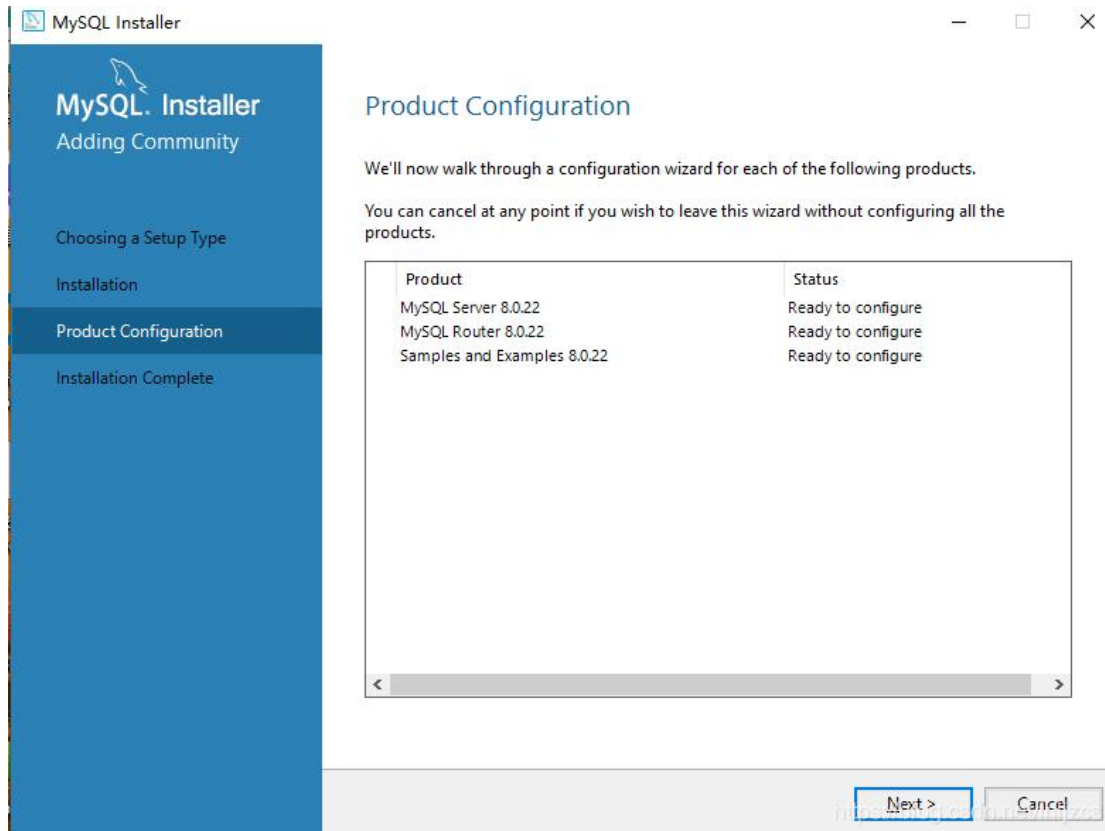 MySQL Installer
MySQL. Installer
Adding Community
Choosing a Setup Type
Installation
Product Configuration
Installation Complete
Product Configuration
We'll now walk through a configuration wizard for each of the following products.
You can cancel at any point if you wish to leave this wizard without configuring all the
products.
Product Status
MySQL Server 8.0.22 Ready to configure
MySQL Router 8.0.22 Ready to configure
Samples and Examples 8.0.22 Ready to configure
Next > Cancel